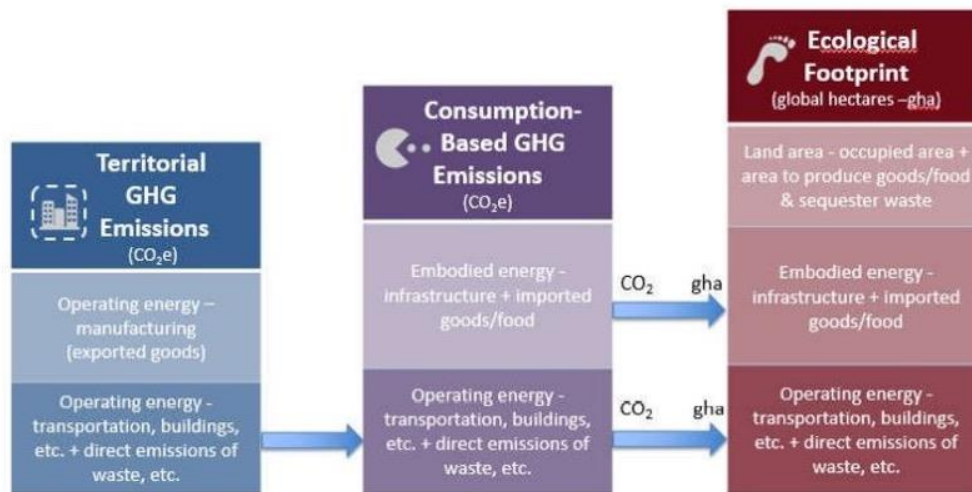 Territorial
GHG
Emissions
(CO₂e)
Operating energy –
manufacturing
(exported goods)
Operating energy -
transportation, buildings,
etc. + direct emissions of
waste, etc.
Consumption-
Based GHG
Emissions
(CO₂e)
Embodied energy -
infrastructure + imported
goods/food
Operating energy -
transportation, buildings,
etc. + direct emissions of
waste, etc.
CO₂ gha
CO₂ gha
Ecological
Footprint
(global hectares –gha)
Land area - occupied area +
area to produce goods/food
& sequester waste
Embodied energy -
infrastructure + imported
goods/food
Operating energy -
transportation, buildings,
etc. + direct emissions of
waste, etc.